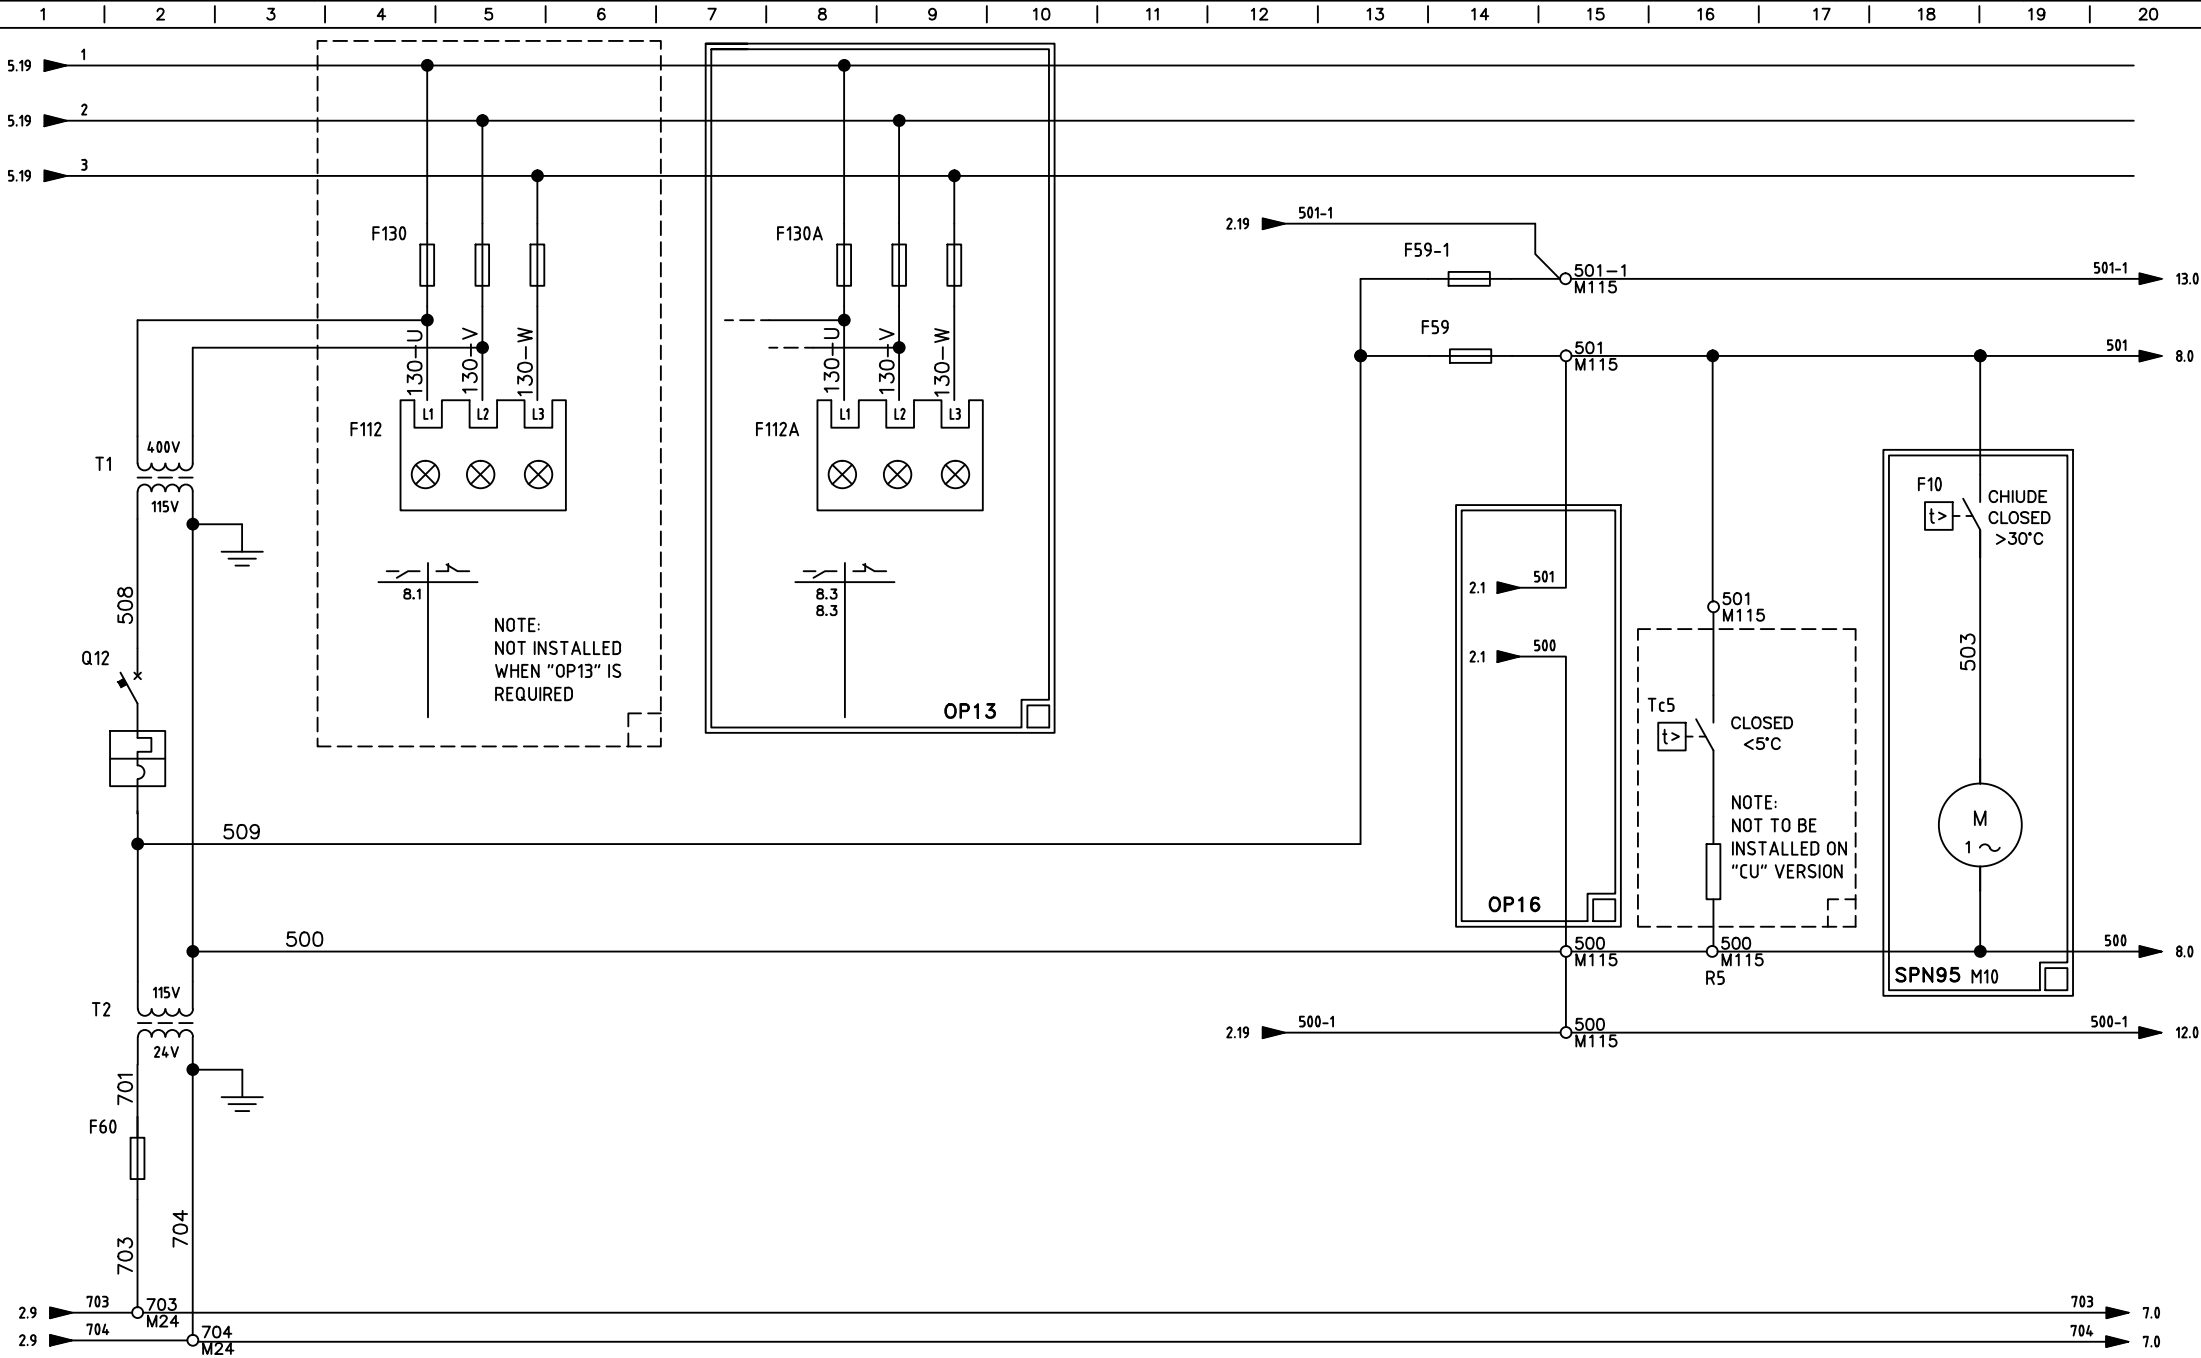 1 2 3 4 5 6 7 8 9 10 11 12 13 14 15 16 17 18 19 20
5.19 1
5.19 2
5.19 3
F130
F130A
2.19 501-1
F59-1
501-1
M115
501-1 13.0
F59
501
M115
501 8.0
130-U 130-V 130-W
130-U 130-V 130-W
F112
L1 L2 L3
F112A
L1 L2 L3
T1
400V
115V
F10
t>
CHIUDE
CLOSED
>30°C
508
8.1
8.3
8.3
2.1 501
501
M115
NOTE:
NOT INSTALLED
WHEN "OP13" IS
REQUIRED
2.1 500
503
Q12
OP13
Tc5
t>
CLOSED
<5°C
NOTE:
NOT TO BE
INSTALLED ON
"CU" VERSION
M
1~
509
OP16
500
500
M115
500
M115
R5
500 8.0
SPN95 M10
T2
115V
24V
2.19 500-1
500
M115
500-1 12.0
701
F60
704
703
2.9 703
703
M24
703 7.0
2.9 704
704
M24
704 7.0